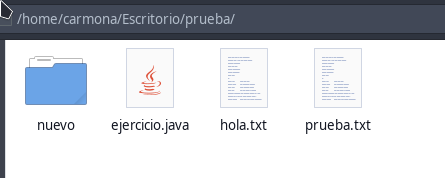 /home/carmona/Escritorio/prueba/
nuevo
ejercicio.java
hola.txt
prueba.txt